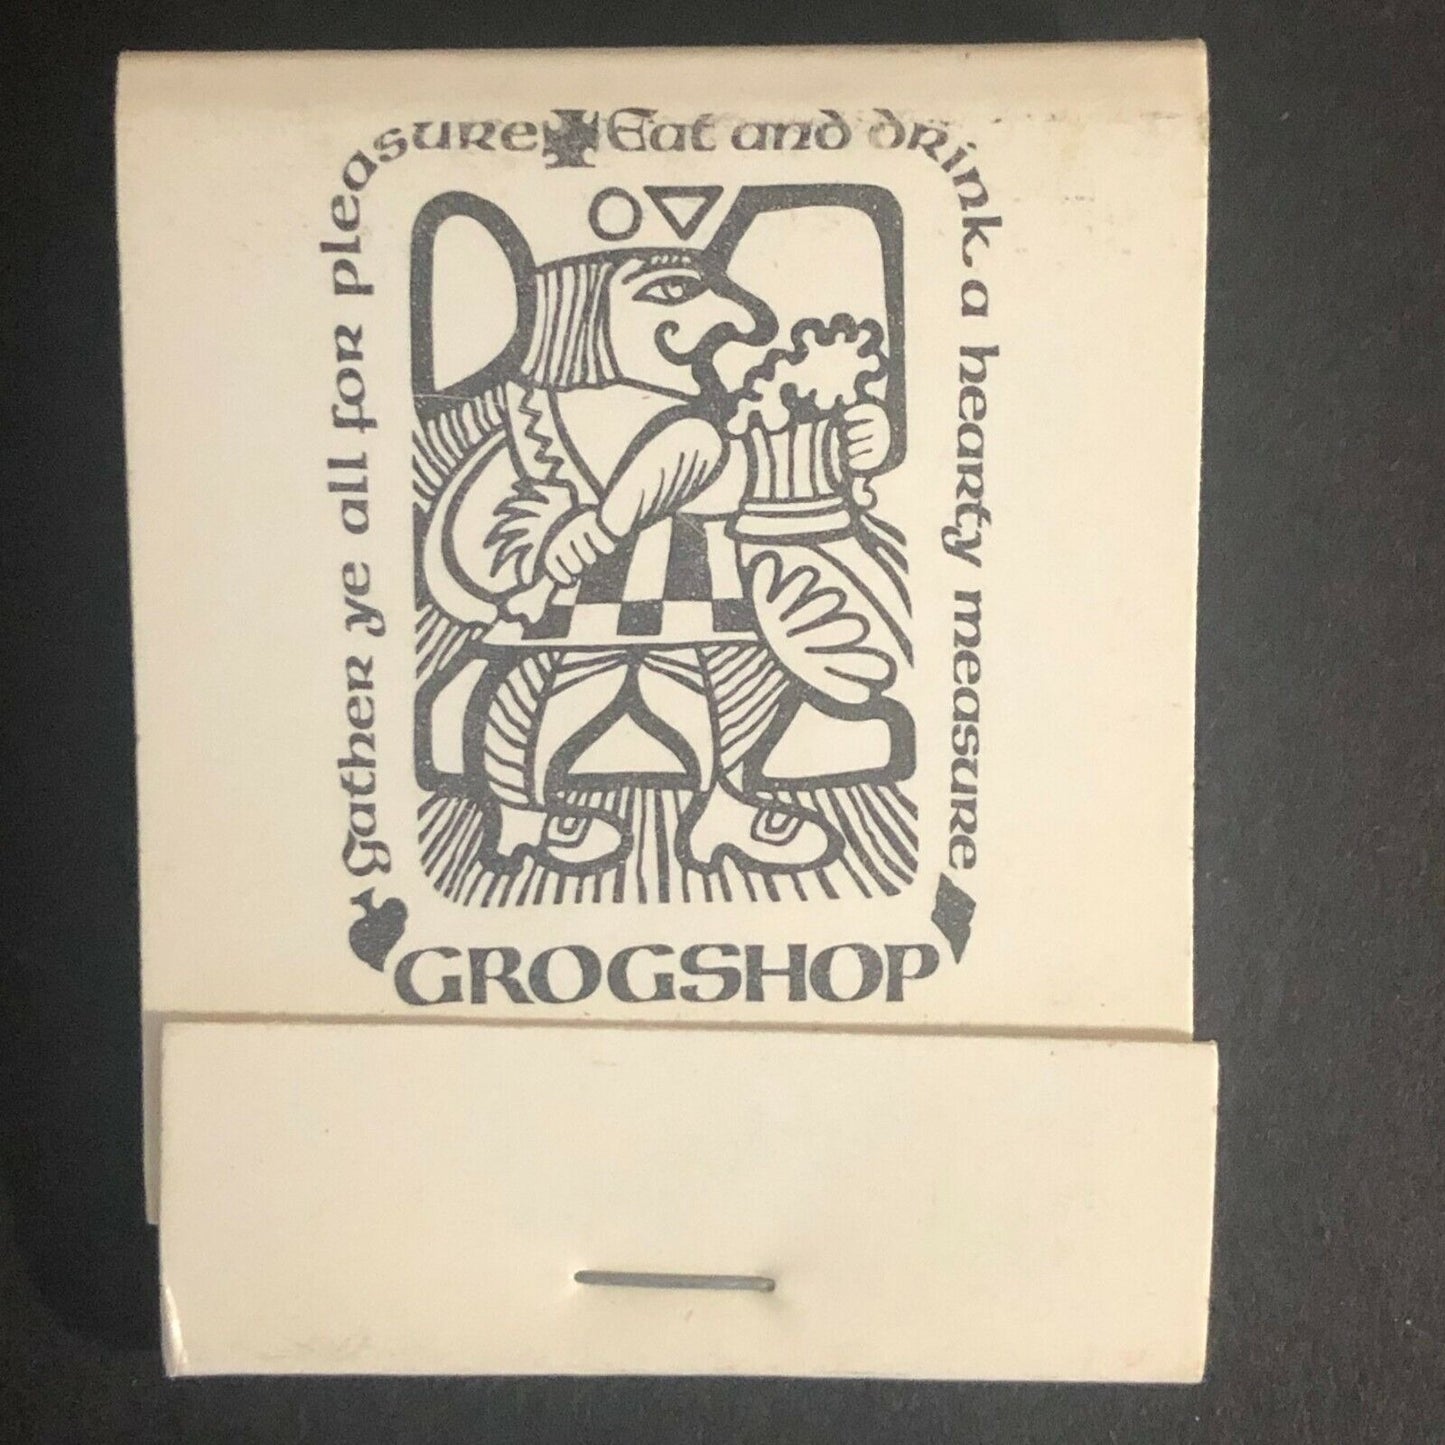 Gather ye all for pleasure
Eat and drink a hearty measure
GROGSHOP